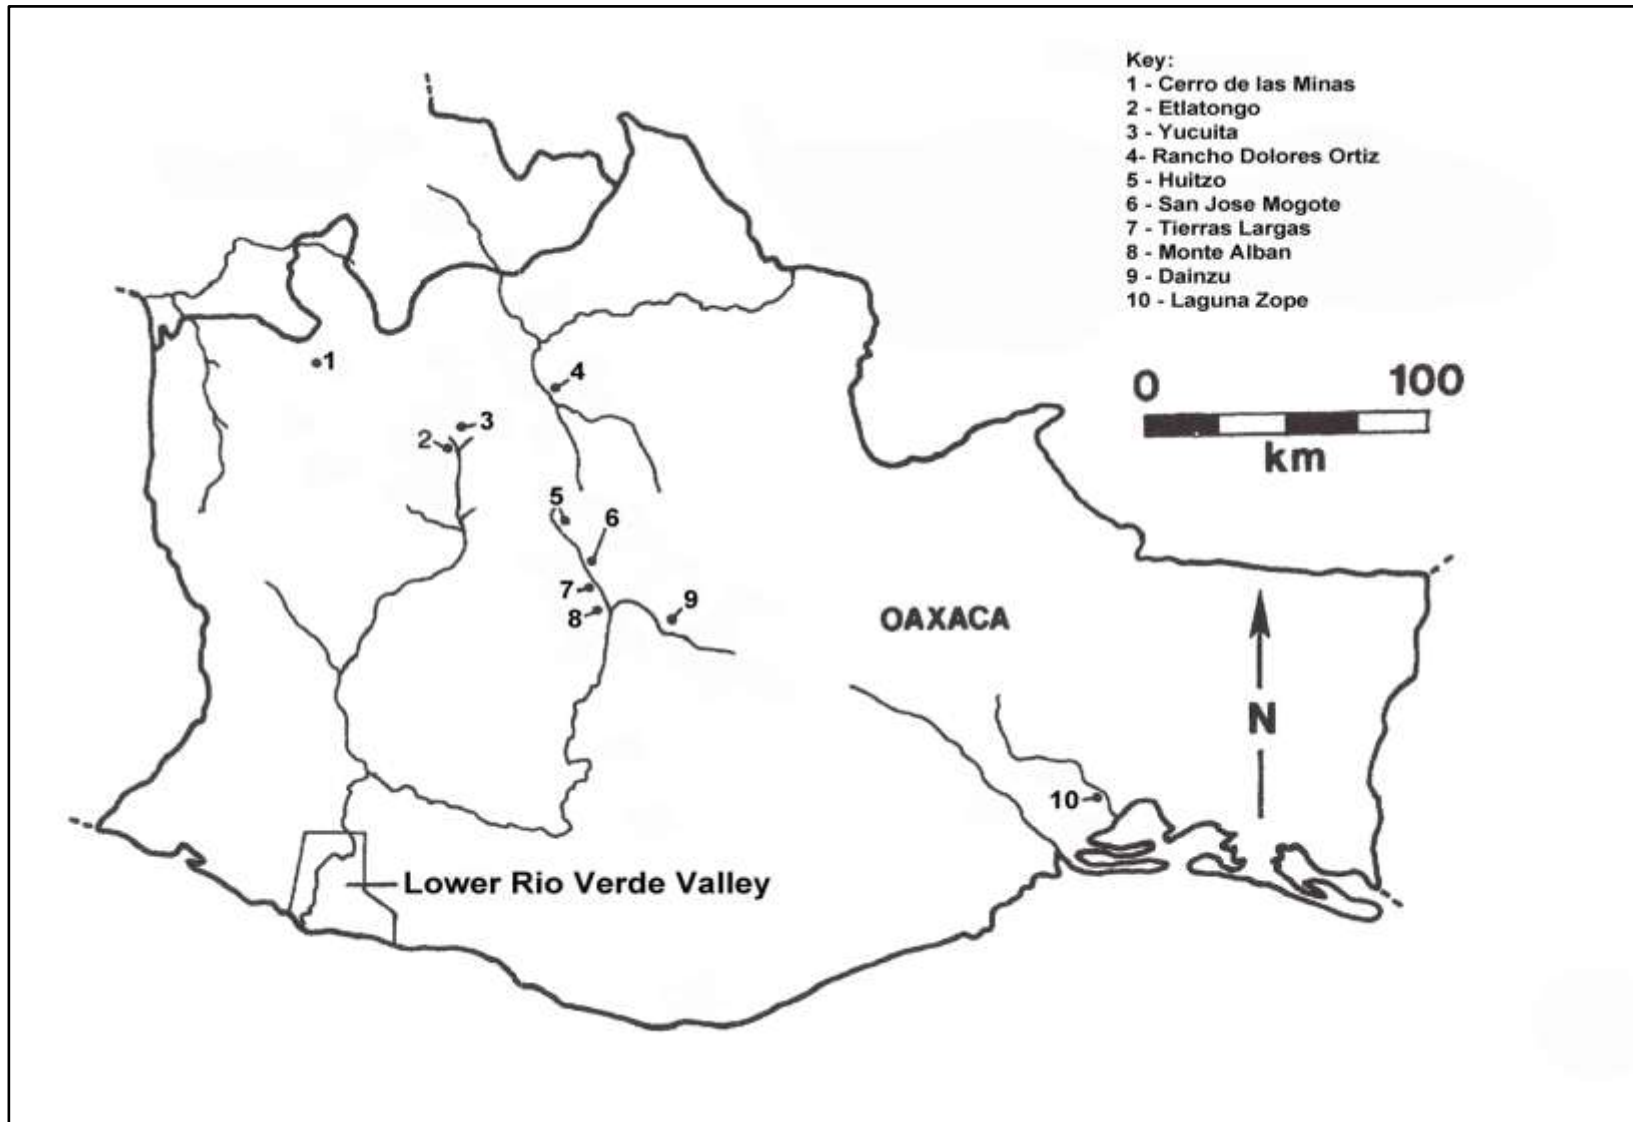 Key:
1 - Cerro de las Minas
2 - Etlatongo
3 - Yucuita
4- Rancho Dolores Ortiz
5 - Huitzo
6 - San Jose Mogote
7 - Tierras Largas
8 - Monte Alban
9 - Dainzu
10 - Laguna Zope
0 100
km
1
4
3
2
5
6
7
8
9
OAXACA
N
10
Lower Rio Verde Valley